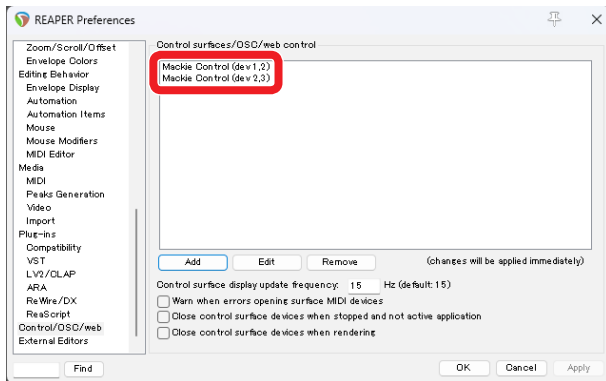 REAPER Preferences
Zoom/Scroll/Offset
Envelope Colors
Editing Behavior
Envelope Display
Automation
Automation Items
Mouse
Mouse Modifiers
MIDI Editor
Media
MIDI
Peaks Generation
Video
Import
Plug-ins
Compatibility
VST
LV2/CLAP
ARA
ReWire/DX
ReaScript
Control/OSC/web
External Editors
Find
Control surfaces/OSC/web control
Mackie Control (dev 1,2)
Mackie Control (dev 2,3)
Add Edit Remove (changes will be applied immediately)
Control surface display update frequency: 15 Hz (default: 15)
Warn when errors opening surface MIDI devices
Close control surface devices when stopped and not active application
Close control surface devices when rendering
OK Cancel Apply